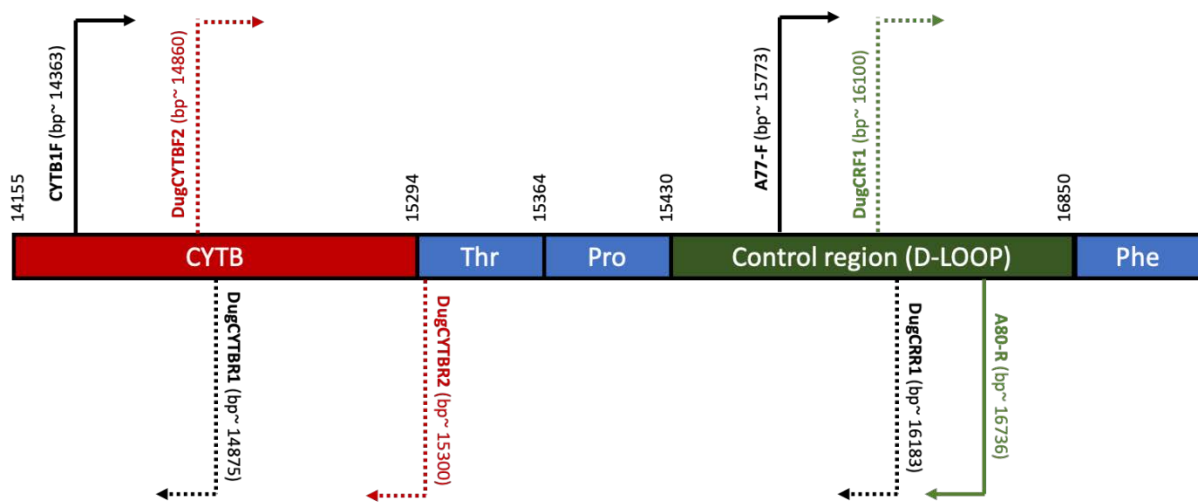 14155
CYTB1F (bp~ 14363)
DugCYTBF2 (bp~ 14860)
15294
15364
15430
A77-F (bp~ 15773)
DugCRF1 (bp~ 16100)
16850
CYTB
Thr
Pro
Control region (D-LOOP)
Phe
DugCYTBR1 (bp~ 14875)
DugCYTBR2 (bp~ 15300)
DugCRR1 (bp~ 16183)
A80-R (bp~ 16736)